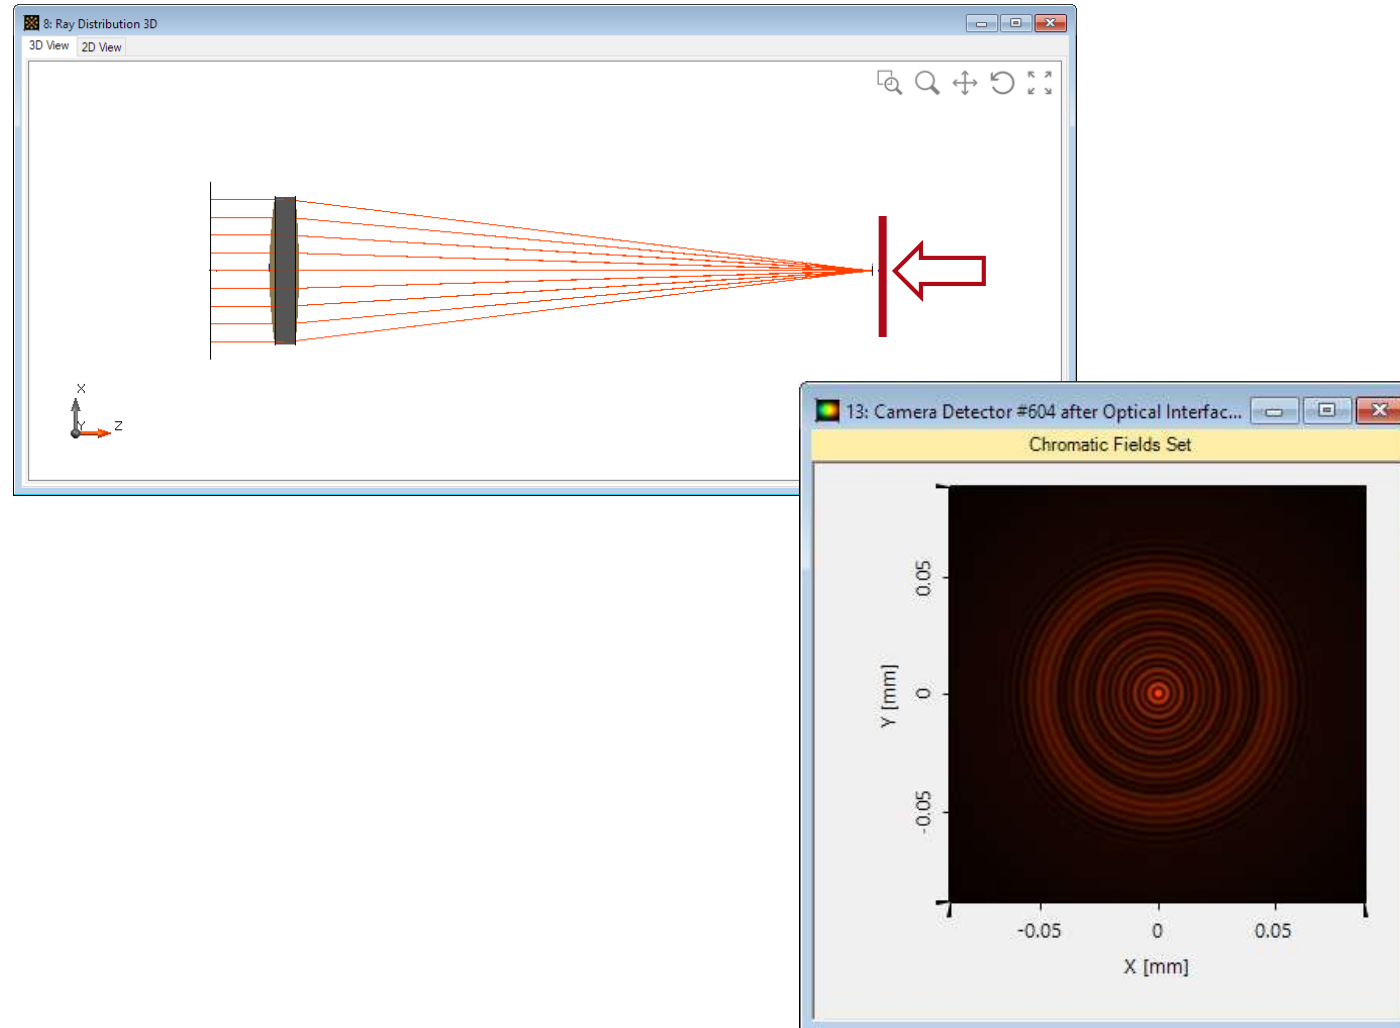 8: Ray Distribution 3D
3D View 2D View
X
Y
Z
13: Camera Detector #604 after Optical Interfac...
Chromatic Fields Set
0.05
0
-0.05
Y [mm]
-0.05 0 0.05
X [mm]